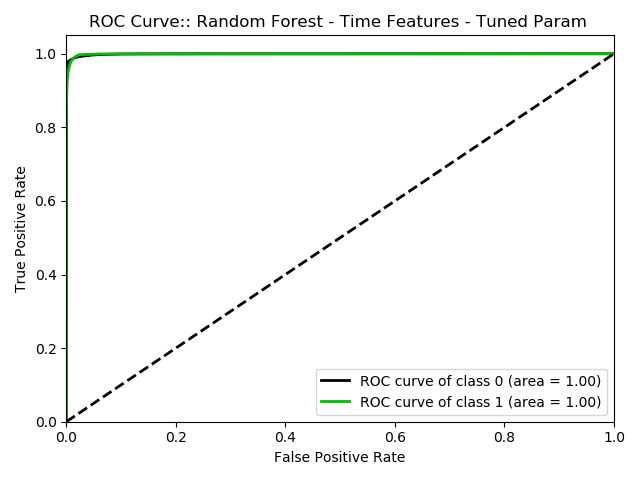 ROC Curve:: Random Forest - Time Features - Tuned Param
1.0
0.8
0.6
0.4
0.2
0.0
True Positive Rate
ROC curve of class 0 (area = 1.00)
ROC curve of class 1 (area = 1.00)
0.0 0.2 0.4 0.6 0.8 1.0
False Positive Rate